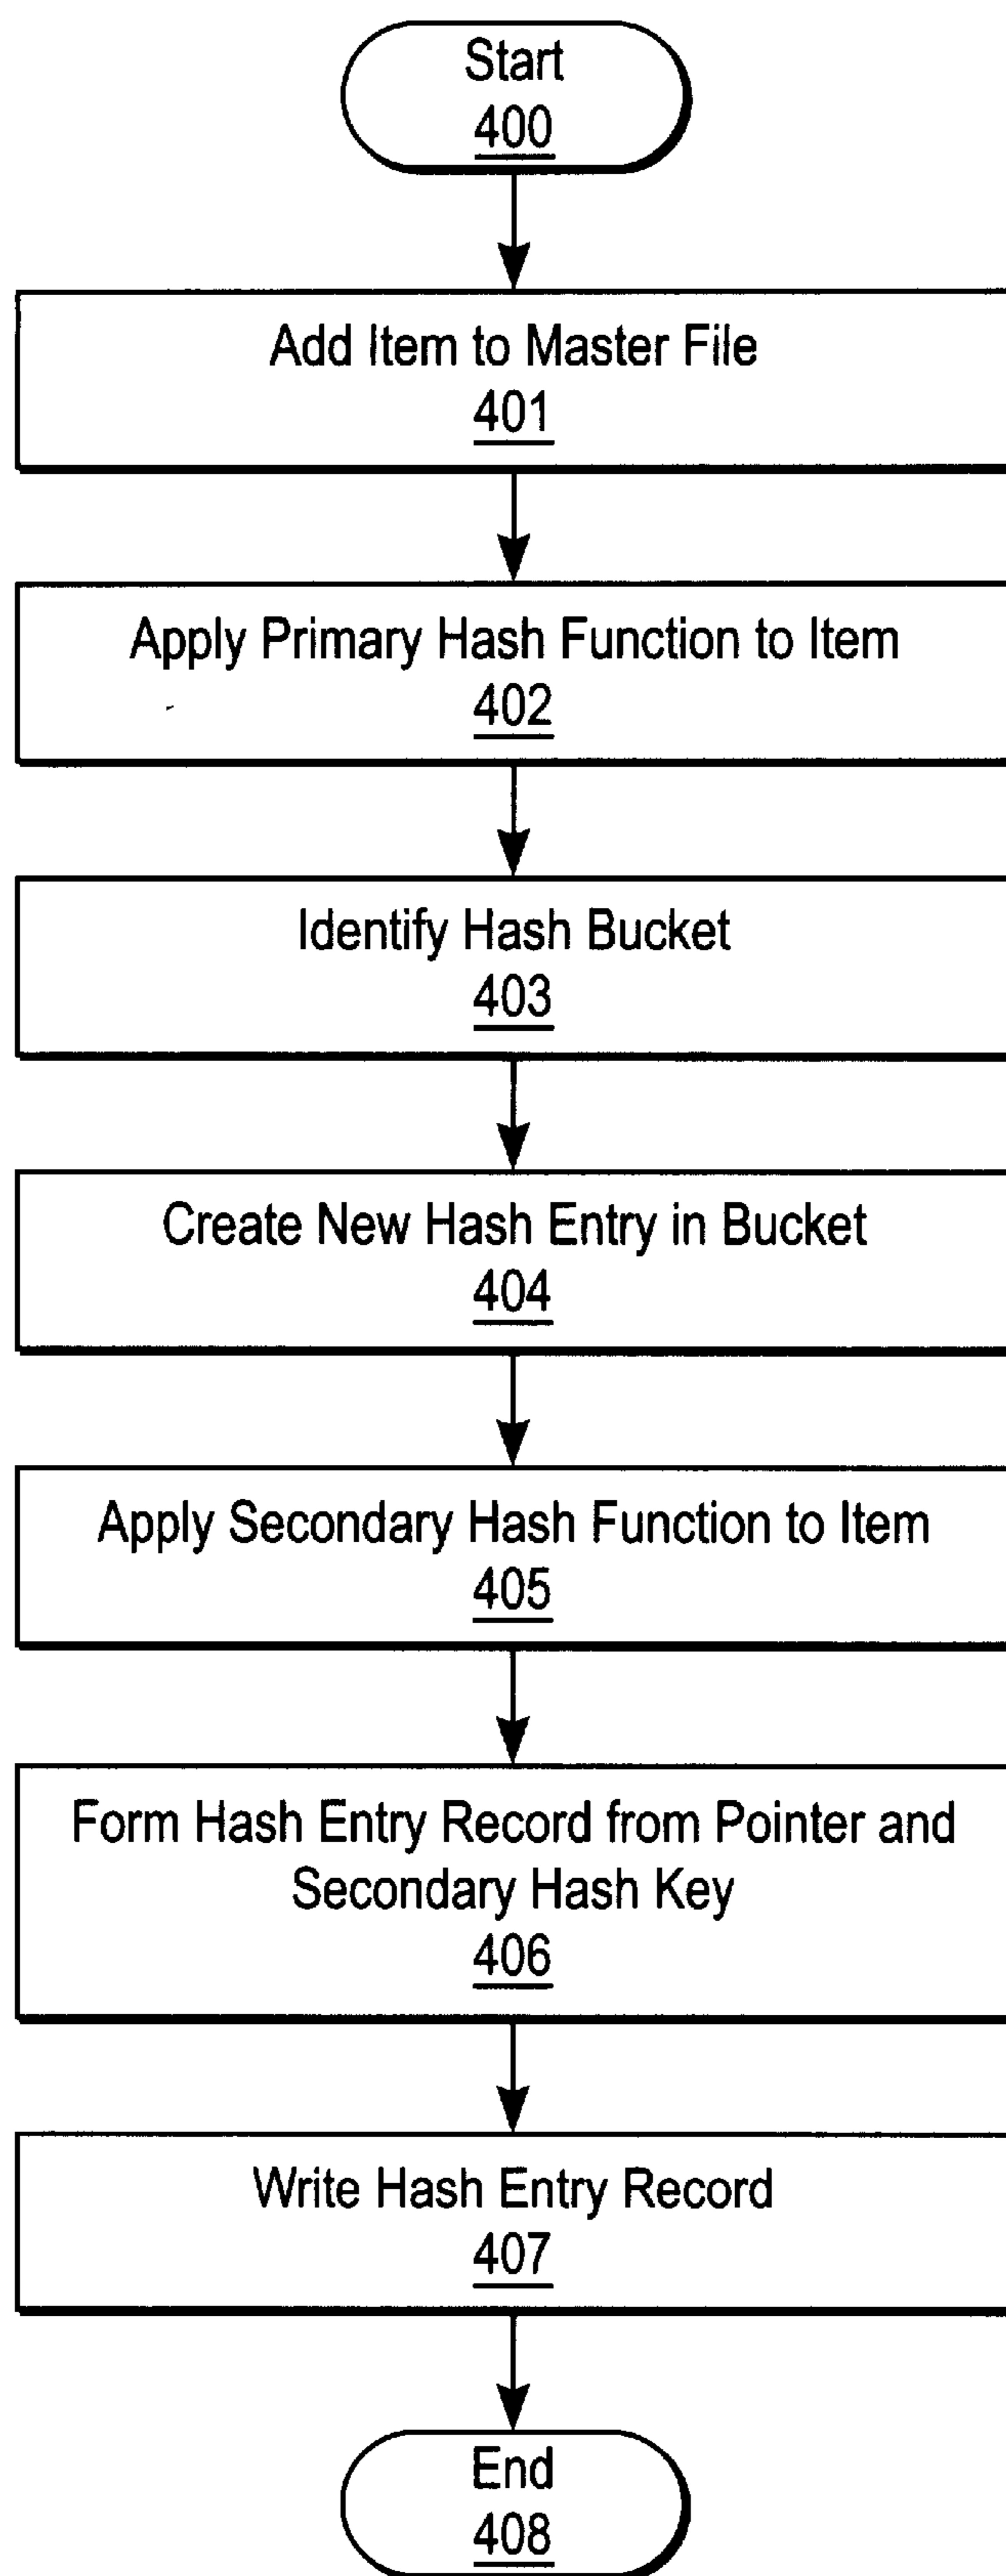 Start
400
Add Item to Master File
401
Apply Primary Hash Function to Item
402
Identify Hash Bucket
403
Create New Hash Entry in Bucket
404
Apply Secondary Hash Function to Item
405
Form Hash Entry Record from Pointer and
Secondary Hash Key
406
Write Hash Entry Record
407
End
408